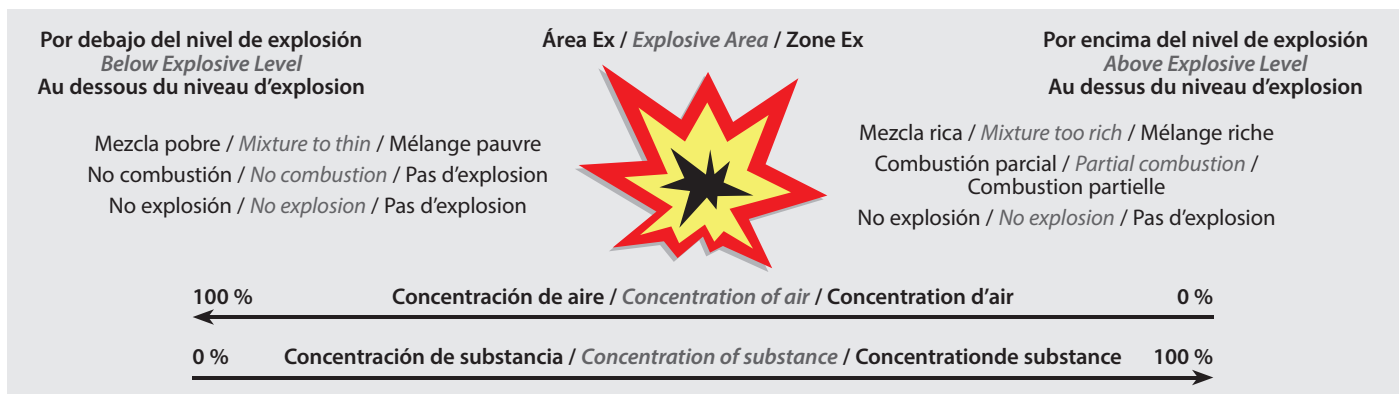 Por debajo del nivel de explosión
Below Explosive Level
Au dessous du niveau d’explosion
Mezcla pobre / Mixture to thin / Mélange pauvre
No combustión / No combustion / Pas d’explosion
No explosión / No explosion / Pas d’explosion
Área Ex / Explosive Area / Zone Ex
Por encima del nivel de explosión
Above Explosive Level
Au dessus du niveau d’explosion
Mezcla rica / Mixture too rich / Mélange riche
Combustión parcial / Partial combustion /
Combustion partielle
No explosión / No explosion / Pas d’explosion
100 % Concentración de aire / Concentration of air / Concentration d’air 0 %
0 % Concentración de substancia / Concentration of substance / Concentrationde substance 100 %